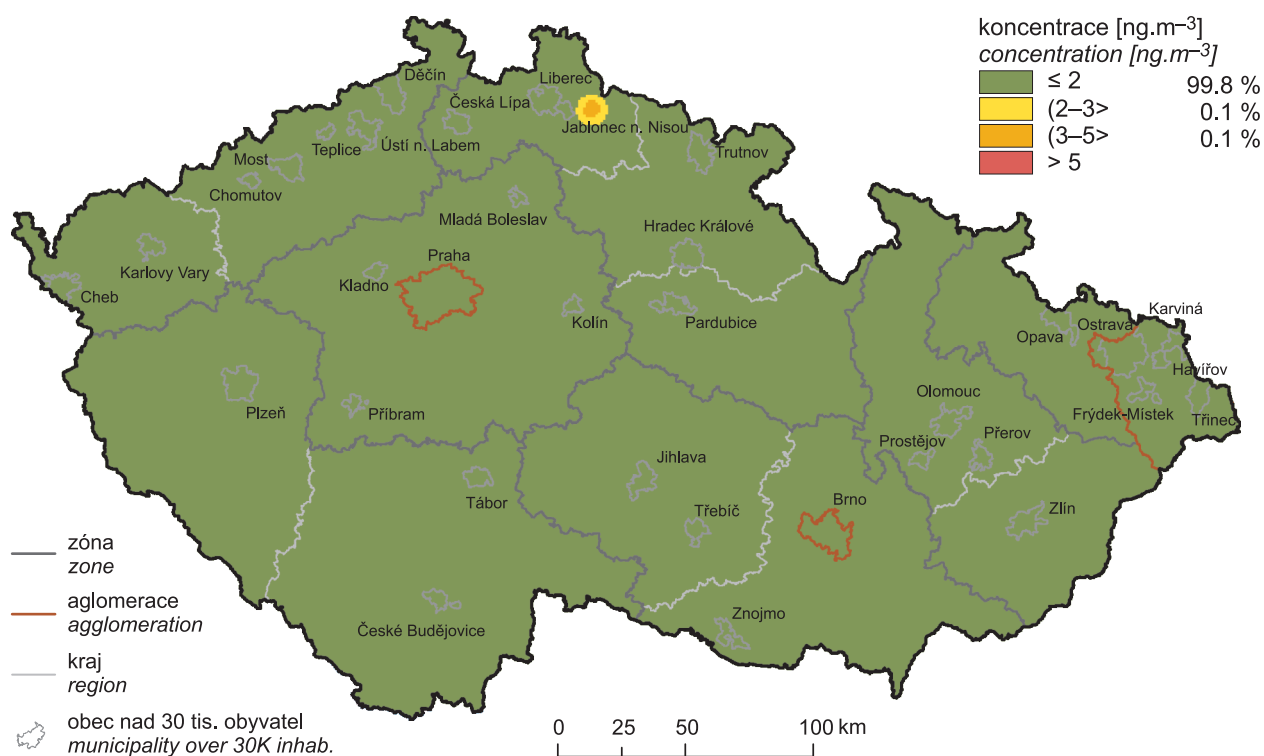 koncentrace [ng.m–3]
concentration [ng.m–3]
≤ 2 99.8 %
(2–3> 0.1 %
(3–5> 0.1 %
> 5
Děčín
Liberec
Česká Lípa
Jablonec n. Nisou
Teplice
Ústí n. Labem
Most
Trutnov
Chomutov
Mladá Boleslav
Hradec Králové
Karlovy Vary
Praha
Kladno
Cheb
Kolín
Pardubice
Karviná
Opava
Ostrava
Havířov
Plzeň
Příbram
Olomouc
Frýdek-Místek
Třinec
Prostějov
Přerov
Jihlava
Tábor
Třebíč
Brno
Zlín
České Budějovice
Znojmo
zóna
zone
aglomerace
agglomeration
kraj
region
obec nad 30 tis. obyvatel
municipality over 30K inhab.
0 25 50 100 km